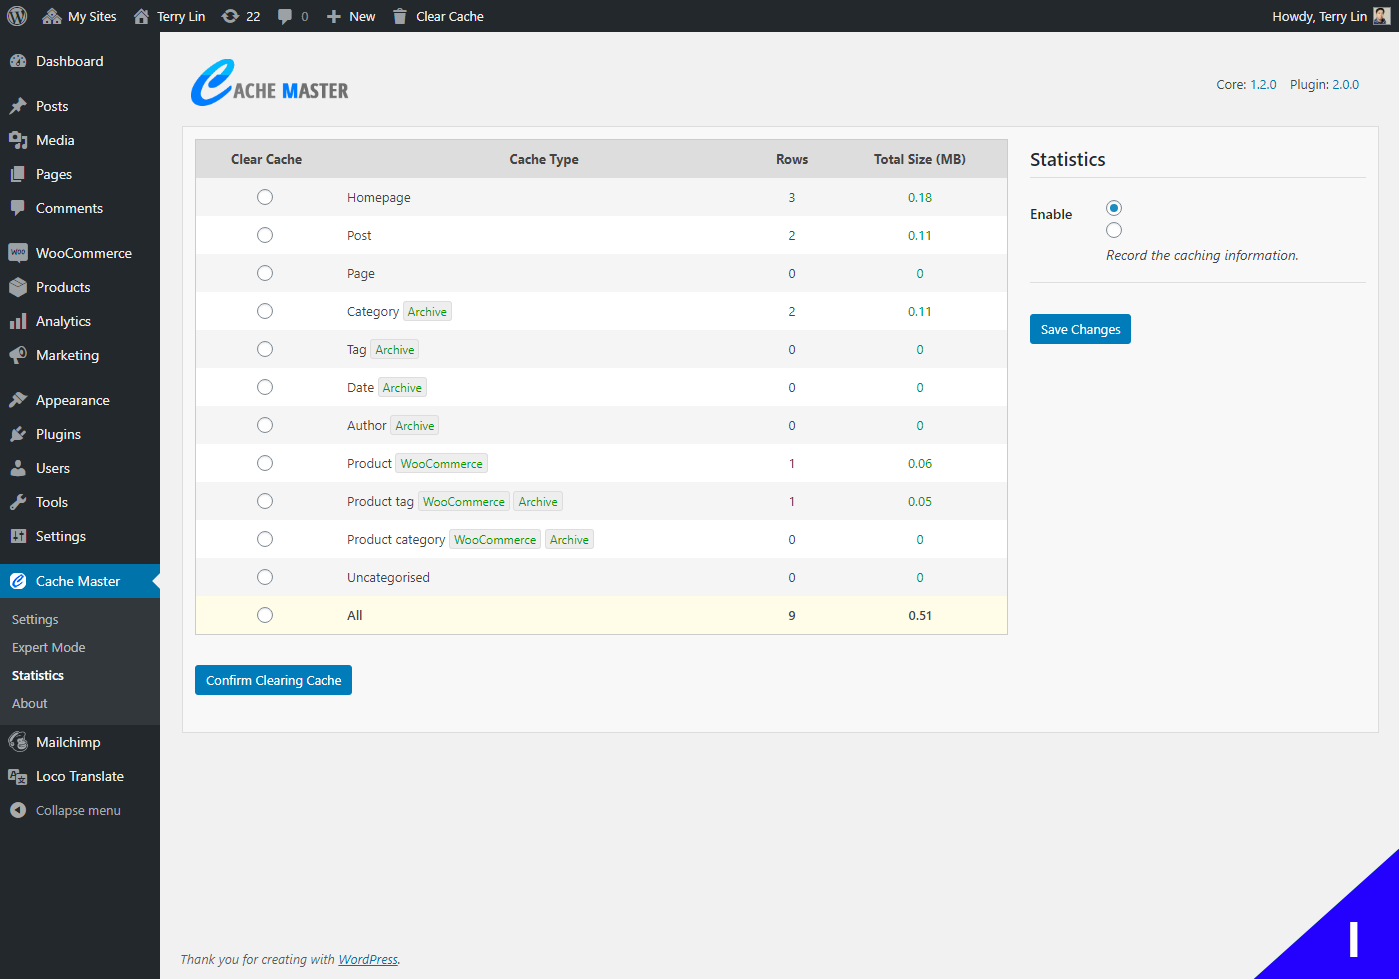 My Sites Terry Lin 22 0 New Clear Cache Howdy, Terry Lin
Dashboard
Posts
Media
Pages
Comments
WooCommerce
Products
Analytics
Marketing
Appearance
Plugins
Users
Tools
Settings
Cache Master
Settings
Expert Mode
Statistics
About
Mailchimp
Loco Translate
Collapse menu
CACHE MASTER
Core: 1.2.0 Plugin: 2.0.0
Clear Cache Cache Type Rows Total Size (MB)
Homepage 3 0.18
Post 2 0.11
Page 0 0
Category Archive 2 0.11
Tag Archive 0 0
Date Archive 0 0
Author Archive 0 0
Product WooCommerce 1 0.06
Product tag WooCommerce Archive 1 0.05
Product category WooCommerce Archive 0 0
Uncategorised 0 0
All 9 0.51
Confirm Clearing Cache
Statistics
Enable
Record the caching information.
Save Changes
Thank you for creating with WordPress.
I